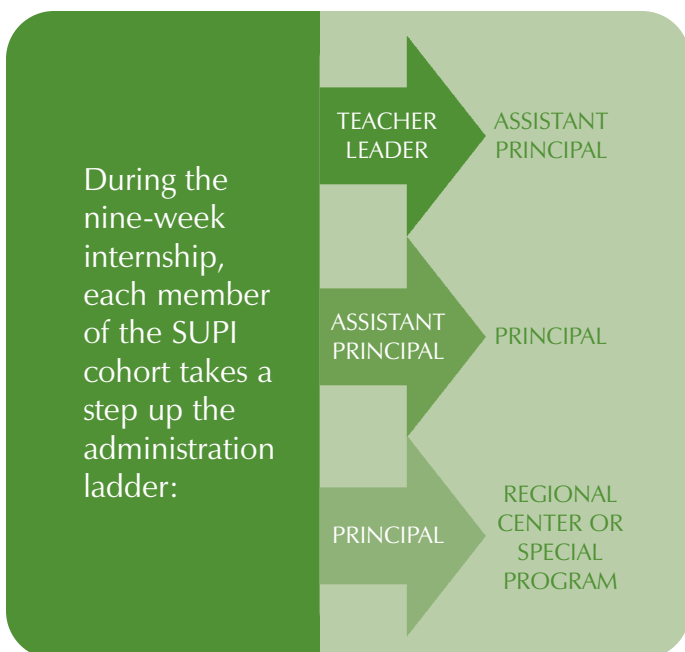 During the
nine-week
internship,
each member
of the SUPI
cohort takes a
step up the
administration
ladder:
TEACHER
LEADER
ASSISTANT
PRINCIPAL
ASSISTANT
PRINCIPAL
PRINCIPAL
PRINCIPAL
REGIONAL
CENTER OR
SPECIAL
PROGRAM